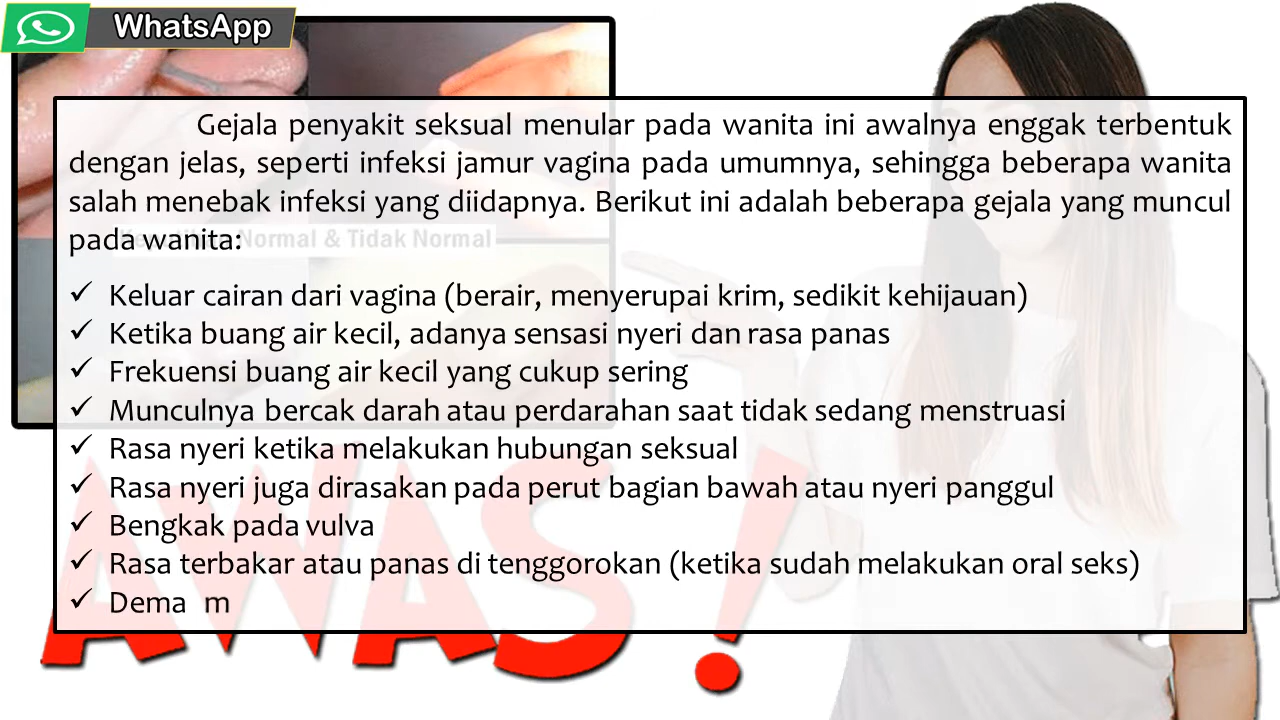 WhatsApp
Gejala penyakit seksual menular pada wanita ini awalnya enggak terbentuk
dengan jelas, seperti infeksi jamur vagina pada umumnya, sehingga beberapa wanita
salah menebak infeksi yang diidapnya. Berikut ini adalah beberapa gejala yang muncul
pada wanita:
Normal & Tidak Normal
✓ Keluar cairan dari vagina (berair, menyerupai krim, sedikit kehijauan)
✓ Ketika buang air kecil, adanya sensasi nyeri dan rasa panas
✓ Frekuensi buang air kecil yang cukup sering
✓ Munculnya bercak darah atau perdarahan saat tidak sedang menstruasi
✓ Rasa nyeri ketika melakukan hubungan seksual
✓ Rasa nyeri juga dirasakan pada perut bagian bawah atau nyeri panggul
✓ Bengkak pada vulva
✓ Rasa terbakar atau panas di tenggorokan (ketika sudah melakukan oral seks)
✓ Dema m
AWAS !